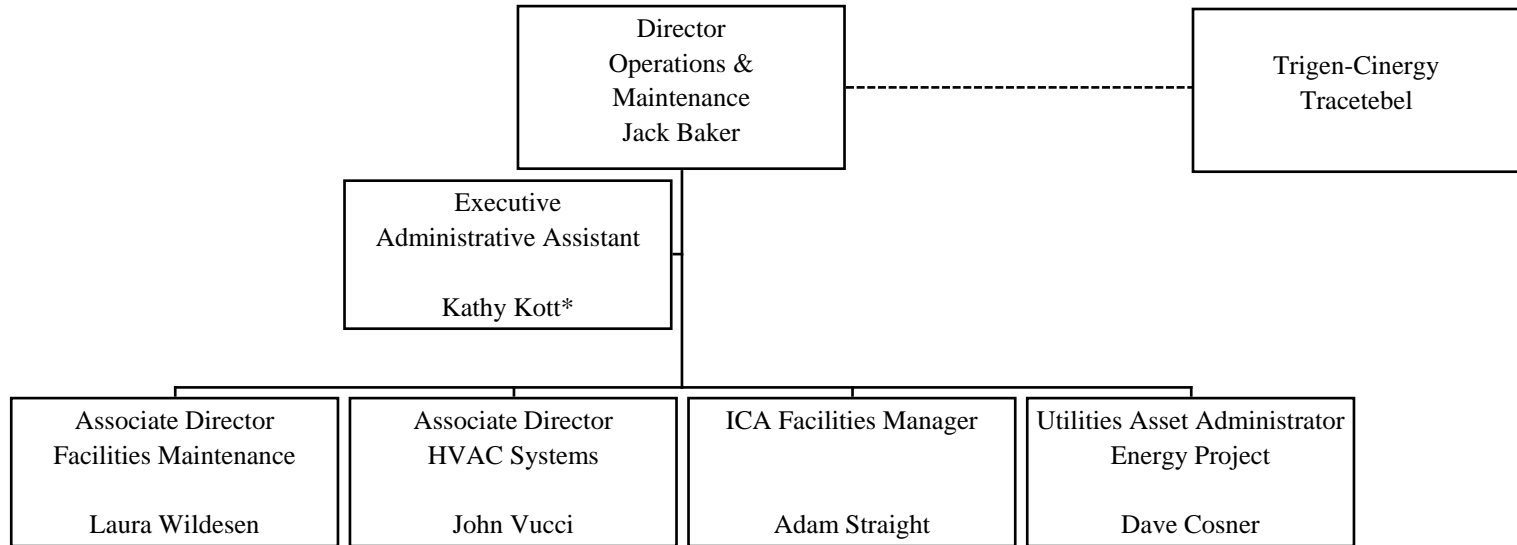 Director
Operations &
Maintenance
Jack Baker
Trigen-Cinergy
Tracetebel
Executive
Administrative Assistant
Kathy Kott*
Associate Director
Facilities Maintenance
Laura Wildesen
Associate Director
HVAC Systems
John Vucci
ICA Facilities Manager
Adam Straight
Utilities Asset Administrator
Energy Project
Dave Cosner